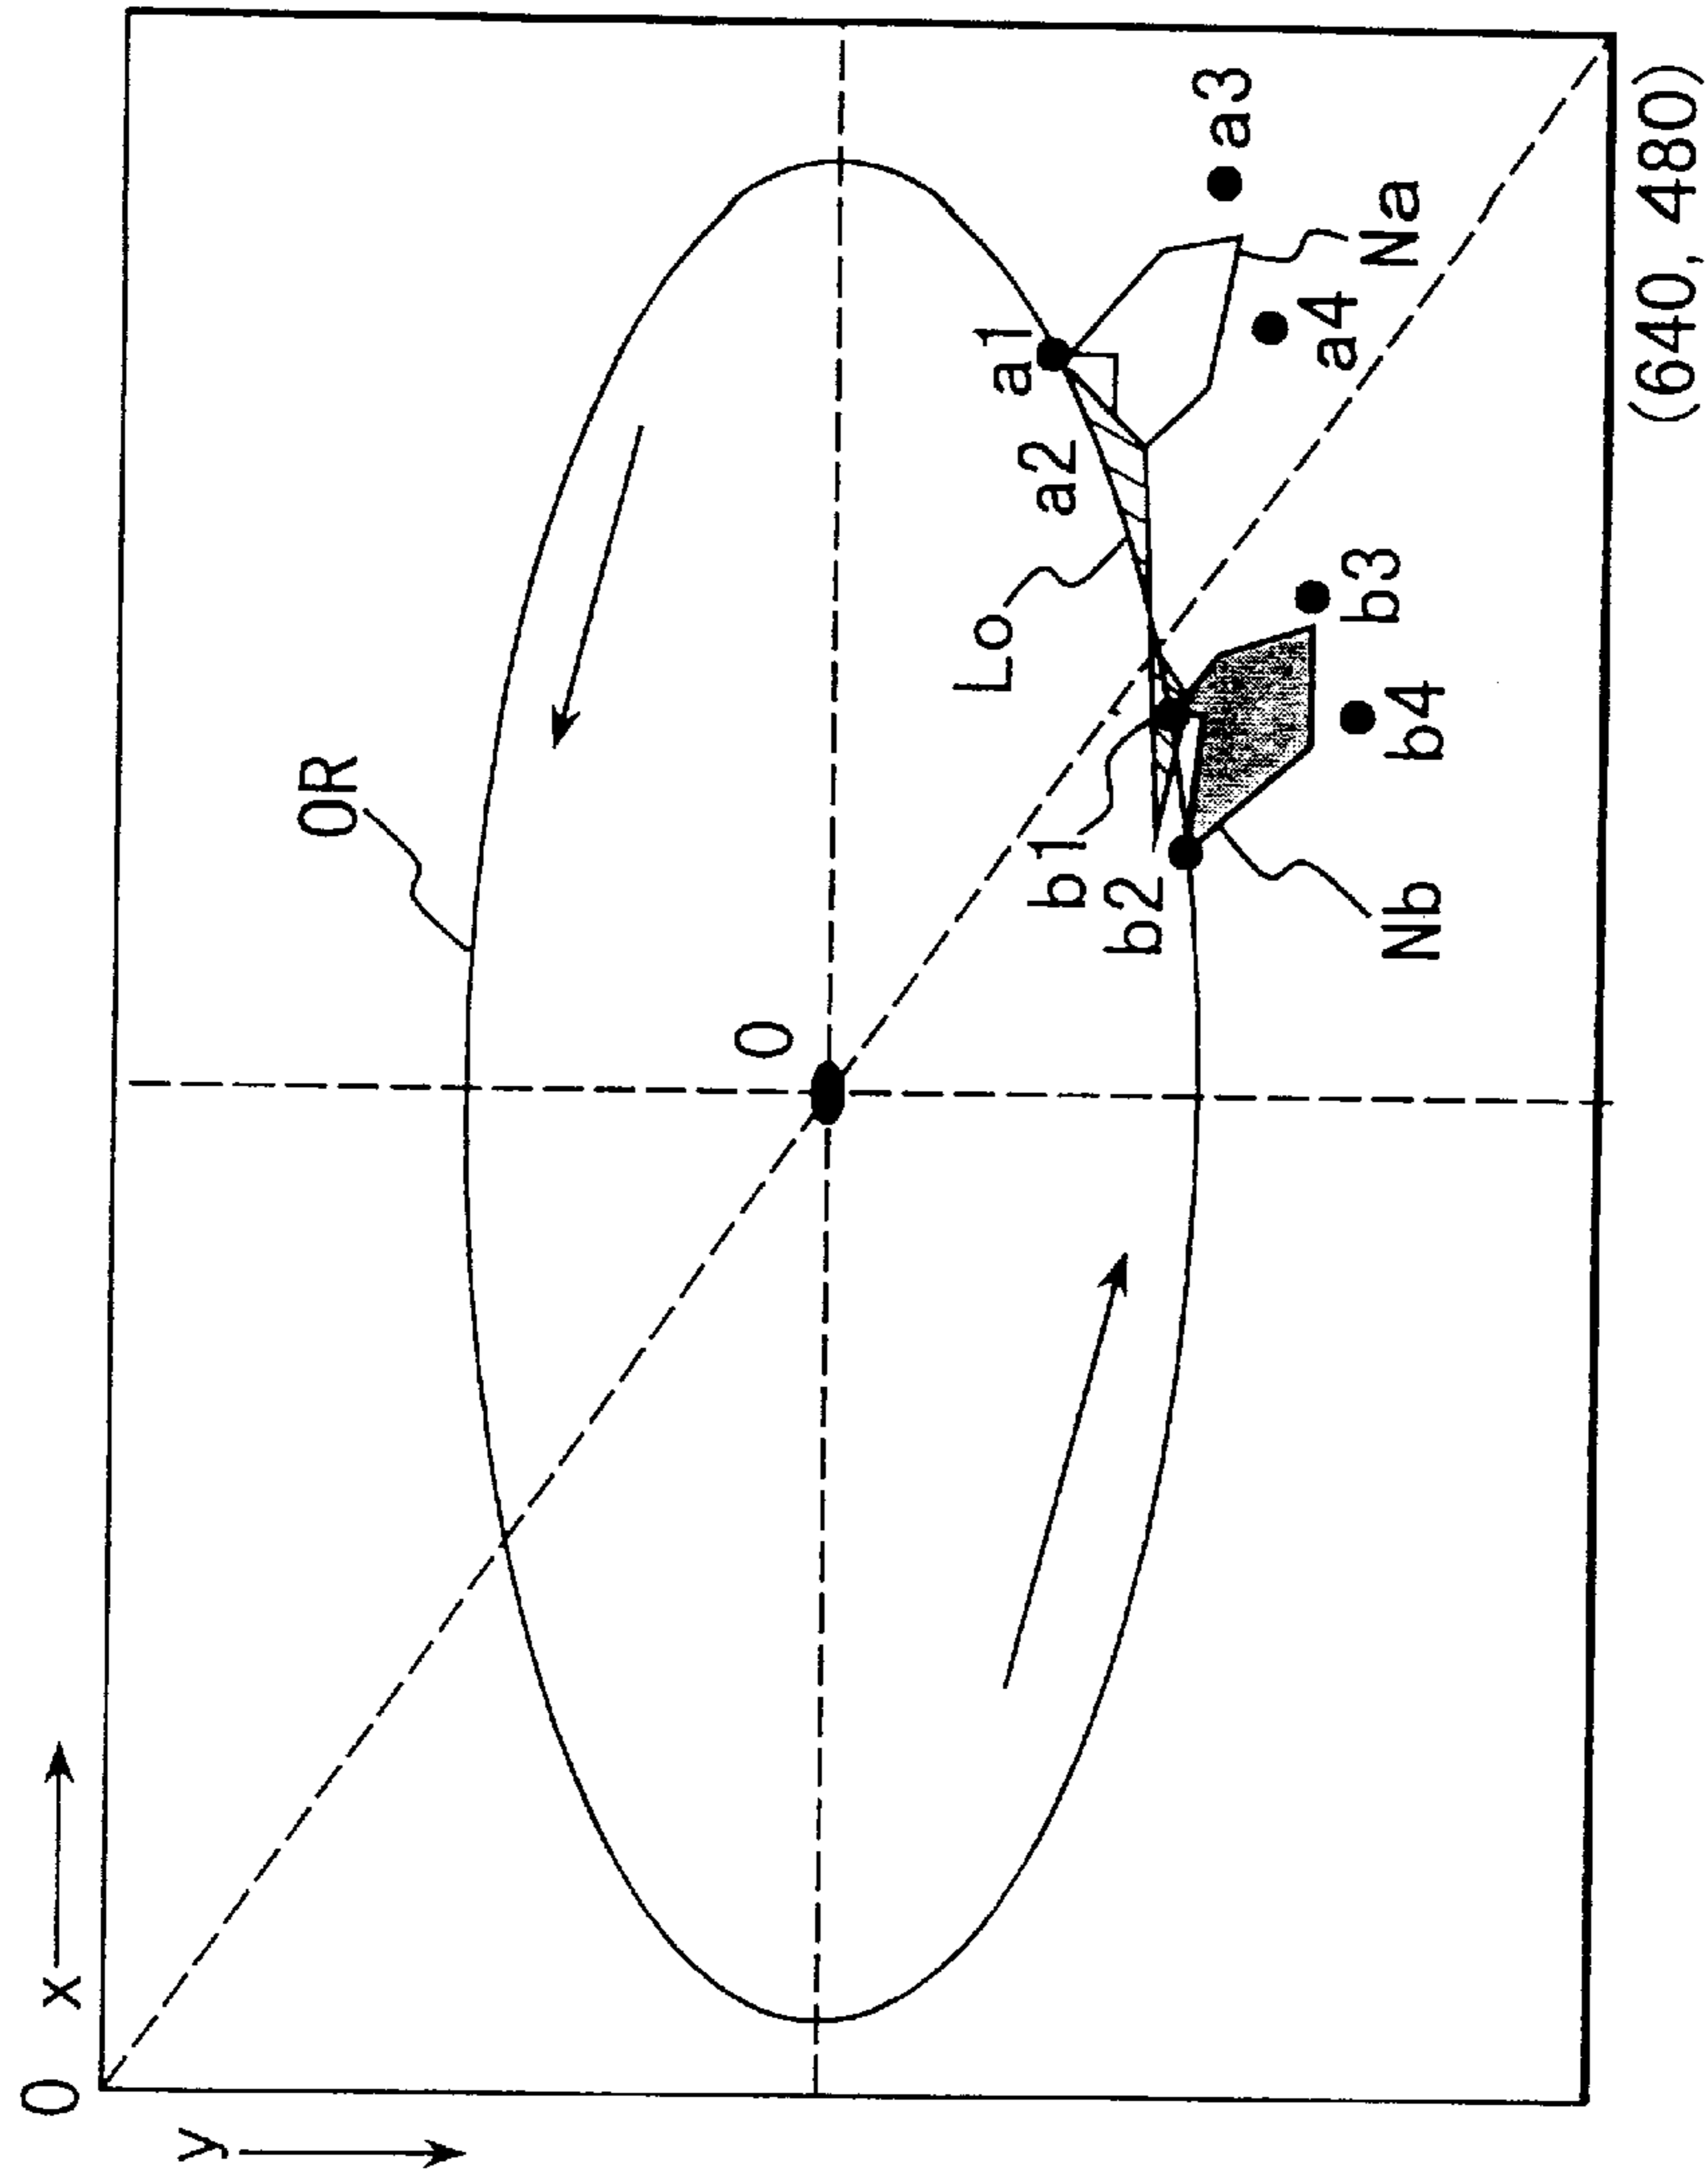 0
x
y
OR
O
a1
a2
a3
Lo
a4
Na
b1
b2
b3
b4
Nb
(640, 480)